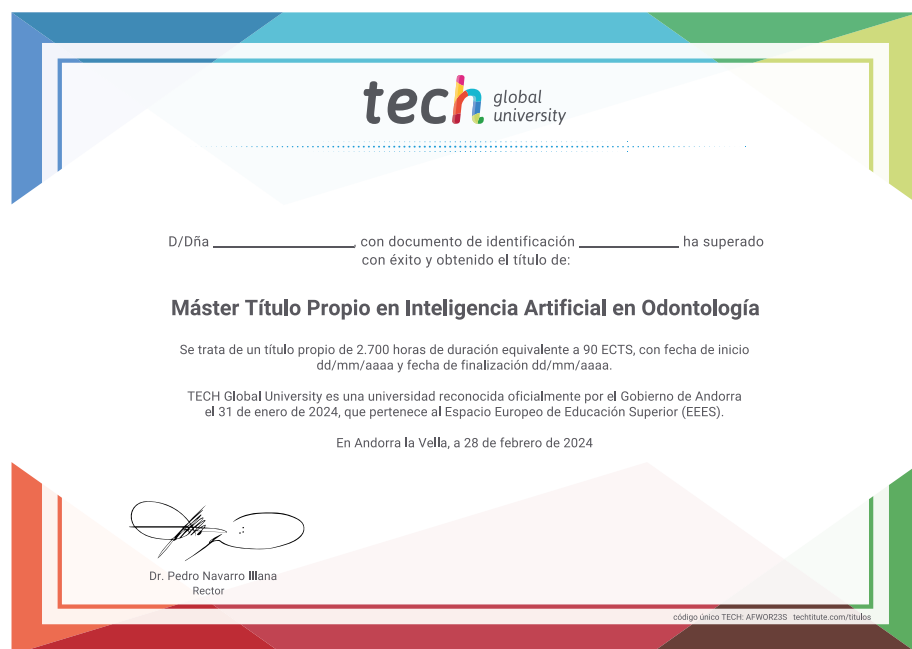 tech global university
D/Dña ______________, con documento de identificación ______________ ha superado
con éxito y obtenido el título de:
Máster Título Propio en Inteligencia Artificial en Odontología
Se trata de un título propio de 2.700 horas de duración equivalente a 90 ECTS, con fecha de inicio
dd/mm/aaaa y fecha de finalización dd/mm/aaaa.
TECH Global University es una universidad reconocida oficialmente por el Gobierno de Andorra
el 31 de enero de 2024, que pertenece al Espacio Europeo de Educación Superior (EEES).
En Andorra la Vella, a 28 de febrero de 2024
Dr. Pedro Navarro Illana
Rector
código único TECH: AFWOR23S techtitute.com/titulos